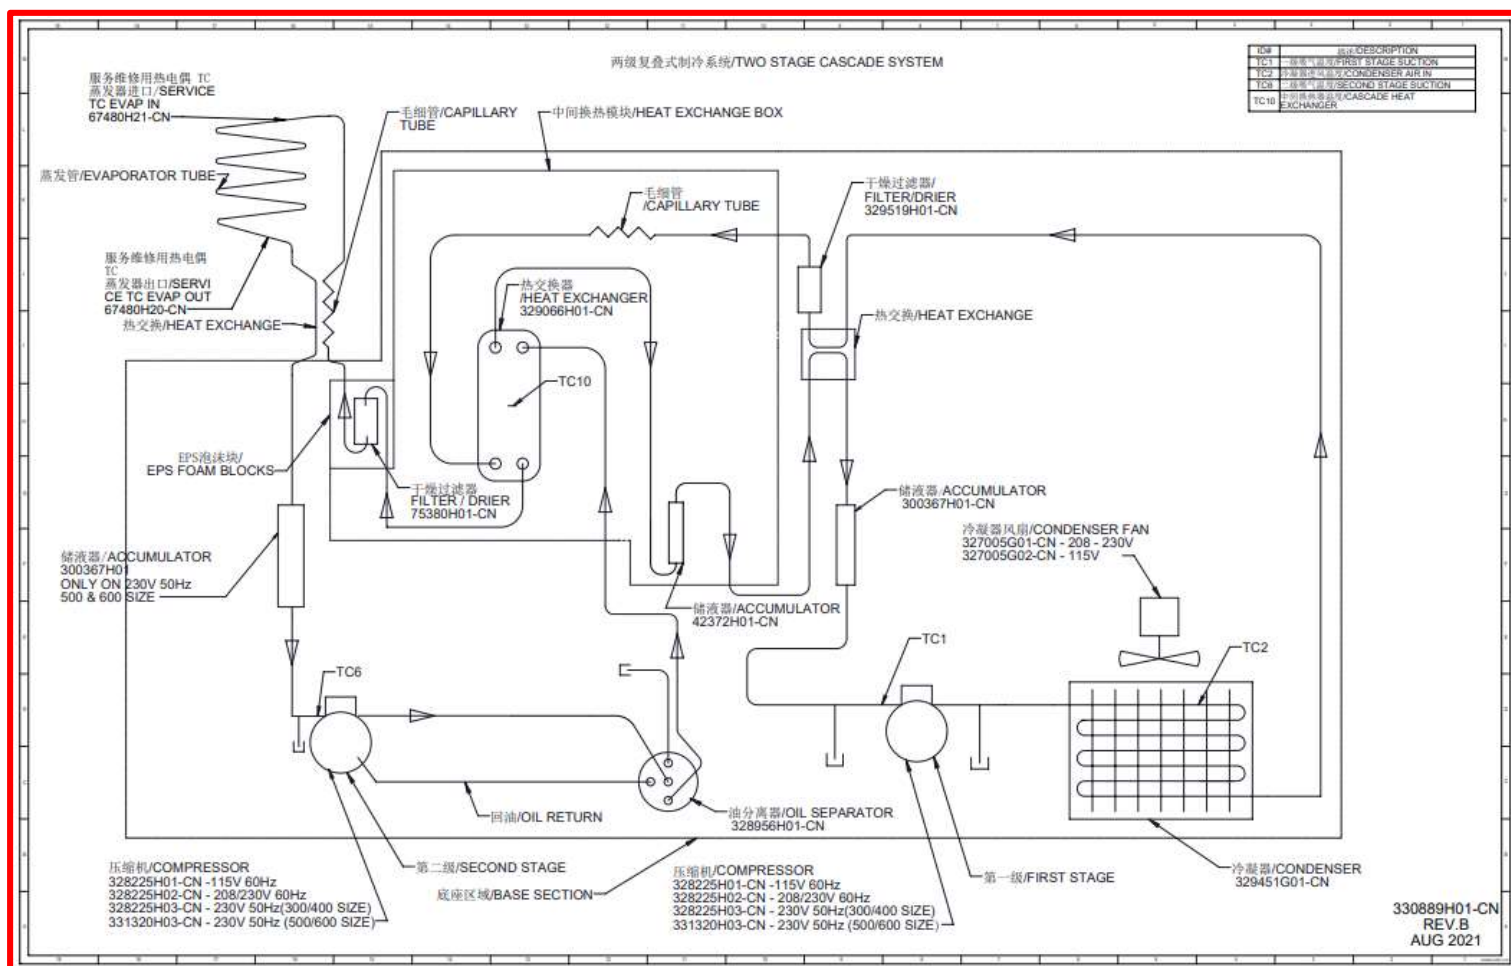 两级复叠式制冷系统/TWO STAGE CASCADE SYSTEM
ID# 描述/DESCRIPTION
TC1 一级吸气温度/FIRST STAGE SUCTION
TC2 冷凝器进风温度/CONDENSER AIR IN
TC6 二级吸气温度/SECOND STAGE SUCTION
TC10 中间换热器温度/CASCADE HEAT
EXCHANGER
服务维修用热电偶 TC
蒸发器进口/SERVICE
TC EVAP IN
67480H21-CN
毛细管/CAPILLARY
TUBE
中间换热模块/HEAT EXCHANGE BOX
蒸发管/EVAPORATOR TUBE
毛细管
/CAPILLARY TUBE
干燥过滤器/
FILTER/DRIER
329519H01-CN
服务维修用热电偶
TC
蒸发器出口/SERVI
CE TC EVAP OUT
67480H20-CN
热交换/HEAT EXCHANGE
热交换器
/HEAT EXCHANGER
329066H01-CN
热交换/HEAT EXCHANGE
TC10
EPS泡沫块/
EPS FOAM BLOCKS
干燥过滤器
FILTER / DRIER
75380H01-CN
储液器/ACCUMULATOR
300367H01-CN
冷凝器风扇/CONDENSER FAN
327005G01-CN - 208 - 230V
327005G02-CN - 115V
储液器/ACCUMULATOR
300367H01
ONLY ON 230V 50Hz
500 & 600 SIZE
储液器/ACCUMULATOR
42372H01-CN
TC1
TC2
TC6
回油/OIL RETURN
油分离器/OIL SEPARATOR
328956H01-CN
压缩机/COMPRESSOR
328225H01-CN -115V 60Hz
328225H02-CN - 208/230V 60Hz
328225H03-CN - 230V 50Hz(300/400 SIZE)
331320H03-CN - 230V 50Hz (500/600 SIZE)
第二级/SECOND STAGE
底座区域/BASE SECTION
压缩机/COMPRESSOR
328225H01-CN -115V 60Hz
328225H02-CN - 208/230V 60Hz
328225H03-CN - 230V 50Hz(300/400 SIZE)
331320H03-CN - 230V 50Hz (500/600 SIZE)
第一级/FIRST STAGE
冷凝器/CONDENSER
329451G01-CN
330889H01-CN
REV.B
AUG 2021